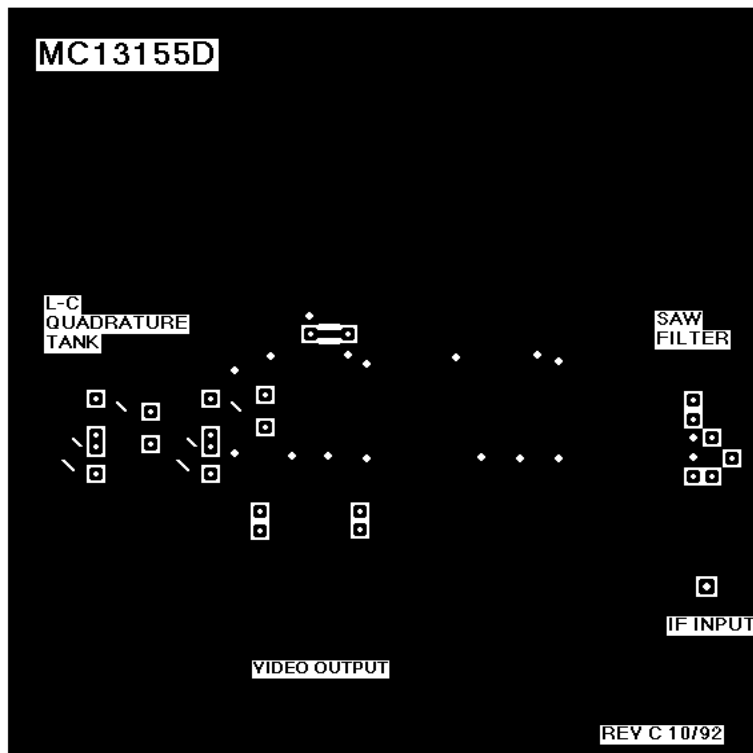 MC13155D
L-C
QUADRATURE
TANK
SAW
FILTER
IF INPUT
VIDEO OUTPUT
REV C 10/92